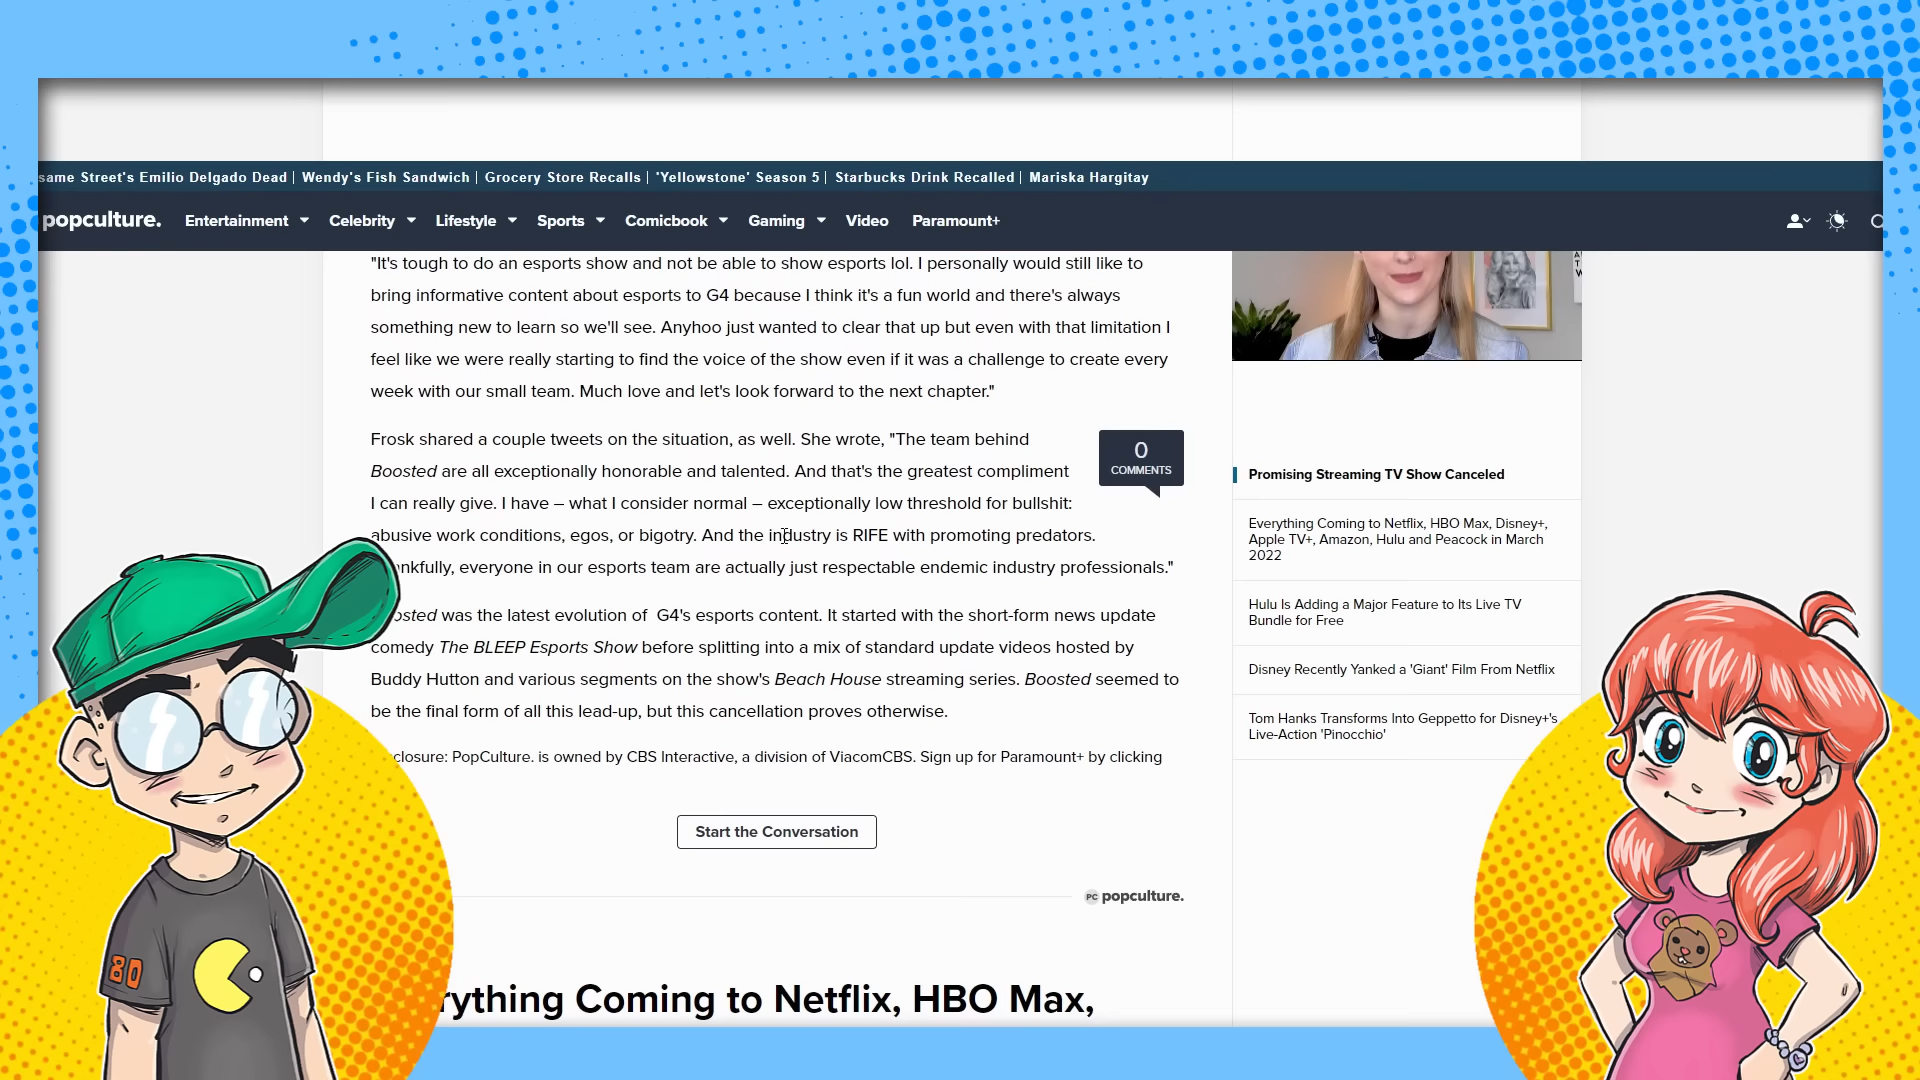 same Street's Emilio Delgado Dead | Wendy's Fish Sandwich | Grocery Store Recalls | 'Yellowstone' Season 5 | Starbucks Drink Recalled | Mariska Hargitay
popculture. Entertainment Celebrity Lifestyle Sports Comicbook Gaming Video Paramount+
"It's tough to do an esports show and not be able to show esports lol. I personally would still like to
bring informative content about esports to G4 because I think it's a fun world and there's always
something new to learn so we'll see. Anyhoo just wanted to clear that up but even with that limitation I
feel like we were really starting to find the voice of the show even if it was a challenge to create every
week with our small team. Much love and let's look forward to the next chapter."
Frosk shared a couple tweets on the situation, as well. She wrote, "The team behind
Boosted are all exceptionally honorable and talented. And that's the greatest compliment
I can really give. I have – what I consider normal – exceptionally low threshold for bullshit:
abusive work conditions, egos, or bigotry. And the industry is RIFE with promoting predators.
ankfully, everyone in our esports team are actually just respectable endemic industry professionals."
0
COMMENTS
osted was the latest evolution of G4's esports content. It started with the short-form news update
comedy The BLEEP Esports Show before splitting into a mix of standard update videos hosted by
Buddy Hutton and various segments on the show's Beach House streaming series. Boosted seemed to
be the final form of all this lead-up, but this cancellation proves otherwise.
closure: PopCulture. is owned by CBS Interactive, a division of ViacomCBS. Sign up for Paramount+ by clicking
Start the Conversation
PC popculture.
rything Coming to Netflix, HBO Max,
Promising Streaming TV Show Canceled
Everything Coming to Netflix, HBO Max, Disney+,
Apple TV+, Amazon, Hulu and Peacock in March
2022
Hulu Is Adding a Major Feature to Its Live TV
Bundle for Free
Disney Recently Yanked a 'Giant' Film From Netflix
Tom Hanks Transforms Into Geppetto for Disney+'s
Live-Action 'Pinocchio'
80